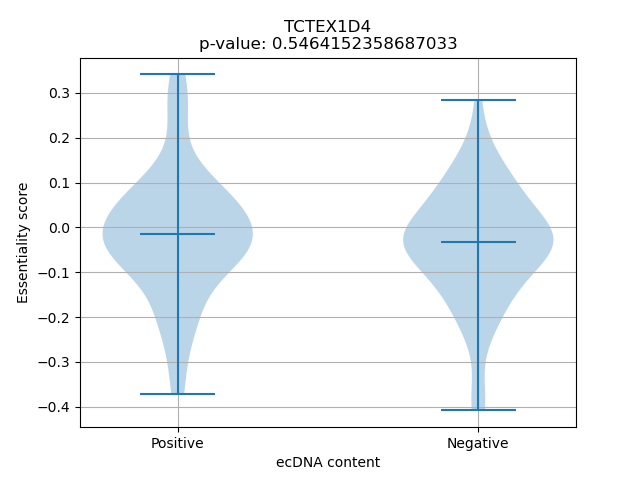 TCTEX1D4
p-value: 0.5464152358687033
Essentiality score
0.3
0.2
0.1
0.0
−0.1
−0.2
−0.3
−0.4
Positive
Negative
ecDNA content